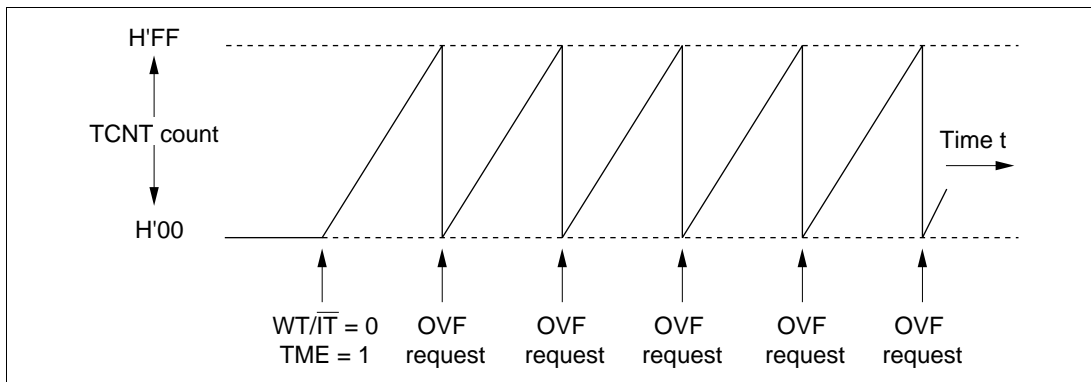 H'FF
TCNT count
Time t
H'00
WT/I̅T̅ = 0
TME = 1
OVF
request
OVF
request
OVF
request
OVF
request
OVF
request